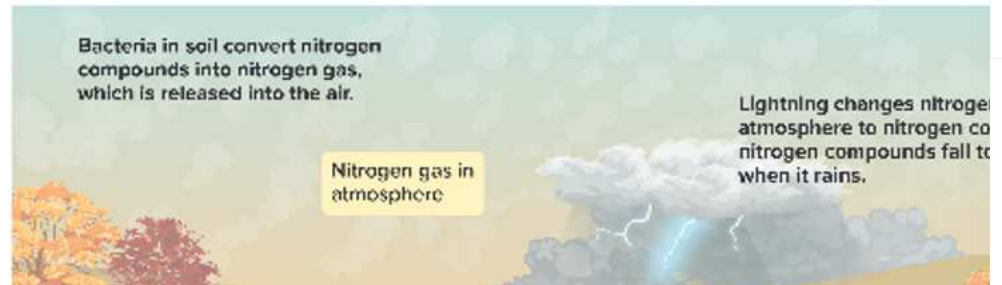 Bacteria in soil convert nitrogen
compounds into nitrogen gas,
which is released into the air.
Lightning changes
atmosphere to nitrogen
nitrogen compounds fall
when it rains.
Nitrogen gas in
atmosphere